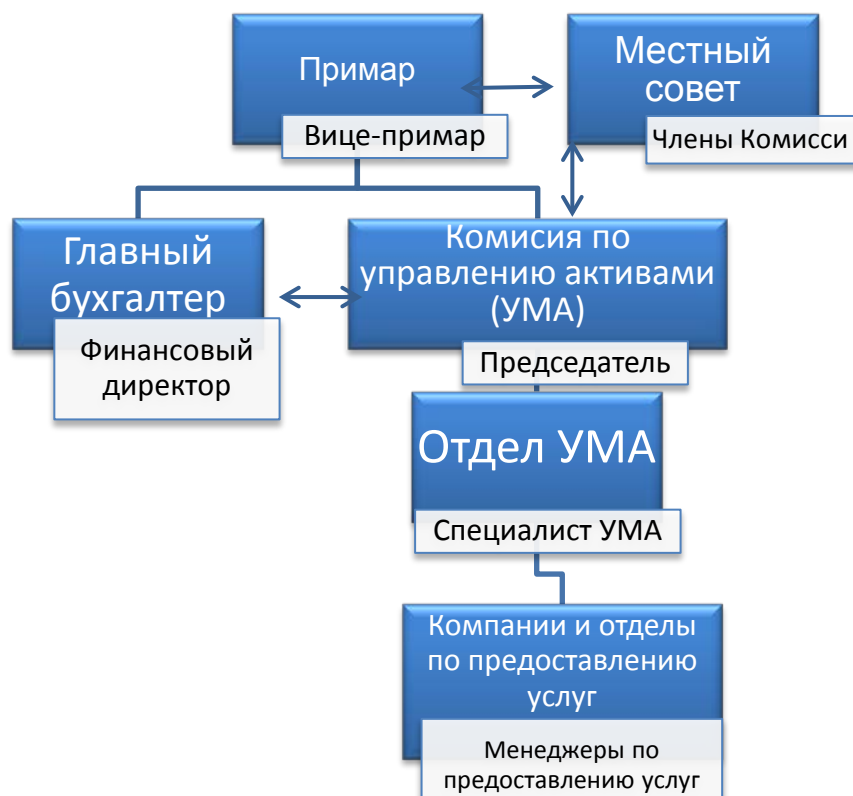 Примар
Вице-примар
Местный
совет
Члены Комисси
Главный
бухгалтер
Финансовый
директор
Комисия по
управлению активами
(УМА)
Председатель
Отдел УМА
Специалист УМА
Компании и отделы
по предоставлению
услуг
Менеджеры по
предоставлению услуг